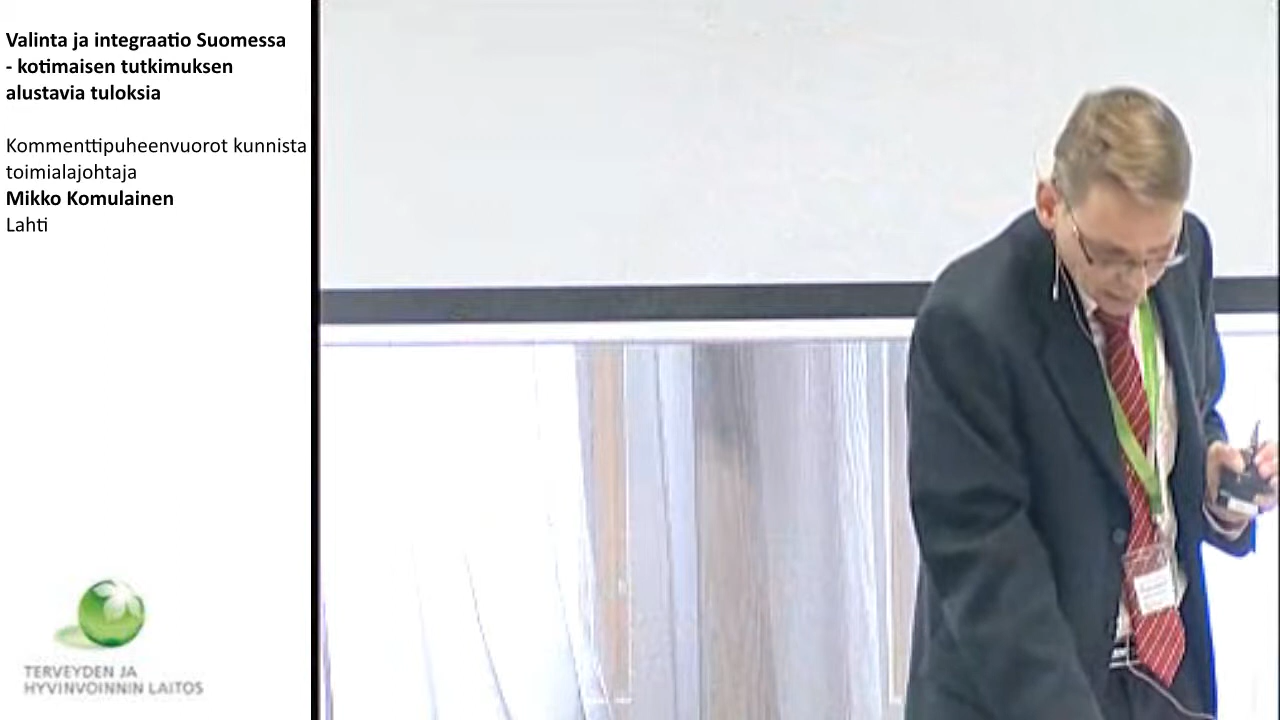 Valinta ja integraatio Suomessa
- kotimaisen tutkimuksen
alustavia tuloksia
Kommenttipuheenvuorot kunnista
toimialajohtaja
Mikko Komulainen
Lahti
TERVEYDEN JA
HYVINVOINNIN LAITOS